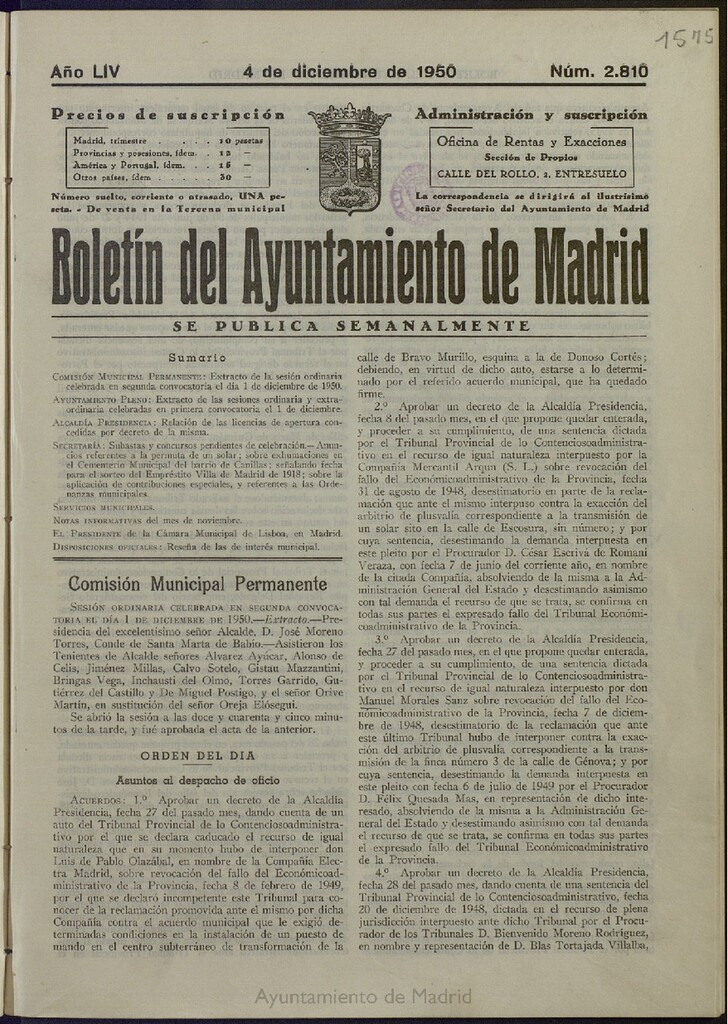 1575
Año LIV 4 de diciembre de 1950 Núm. 2.810
Precios de suscripción
Madrid, trimestre . . . . . 10 pesetas
Provincias y posesiones, ídem. . 12 —
América y Portugal, ídem. . . . 15 —
Otros países, ídem . . . . . . 30 —
Número suelto, corriente o atrasado, UNA pe-
seta. - De venta en la Tercena municipal
Administración y suscripción
Oficina de Rentas y Exacciones
Sección de Propios
CALLE DEL ROLLO, 2, ENTRESUELO
La correspondencia se dirigirá al ilustrísimo
señor Secretario del Ayuntamiento de Madrid
Boletín del Ayuntamiento de Madrid
SE PUBLICA SEMANALMENTE
Sumario
COMISIÓN MUNICIPAL PERMANENTE: Extracto de la sesión ordinaria
celebrada en segunda convocatoria el día 1 de diciembre de 1950.
AYUNTAMIENTO PLENO: Extracto de las sesiones ordinaria y extra-
ordinaria celebradas en primera convocatoria el 1 de diciembre.
ALCALDÍA PRESIDENCIA: Relación de las licencias de apertura con-
cedidas por decreto de la misma.
SECRETARÍA: Subastas y concursos pendientes de celebración.—Anun-
cios referentes a la permuta de un solar; sobre exhumaciones en
el Cementerio Municipal del barrio de Canillas; señalando fecha
para el sorteo del Empréstito Villa de Madrid de 1918; sobre la
aplicación de contribuciones especiales, y referentes a las Orde-
nanzas municipales.
SERVICIOS MUNICIPALES.
NOTAS INFORMATIVAS del mes de noviembre.
EL PRESIDENTE de la Cámara Municipal de Lisboa, en Madrid.
DISPOSICIONES OFICIALES: Reseña de las de interés municipal.
Comisión Municipal Permanente
SESIÓN ORDINARIA CELEBRADA EN SEGUNDA CONVOCA-
TORIA EL DÍA 1 DE DICIEMBRE DE 1950.—Extracto.—Pre-
sidencia del excelentísimo señor Alcalde, D. José Moreno
Torres, Conde de Santa Marta de Babío.—Asistieron los
Tenientes de Alcalde señores Alvarez Ayúcar, Alonso de
Celis, Jiménez Millas, Calvo Sotelo, Gistau Mazzantini,
Bringas Vega, Inchausti del Olmo, Torres Garrido, Gu-
tiérrez del Castillo y De Miguel Postigo, y el señor Orive
Martín, en sustitución del señor Oreja Elósegui.
Se abrió la sesión a las doce y cuarenta y cinco minu-
tos de la tarde, y fué aprobada el acta de la anterior.
ORDEN DEL DIA
Asuntos al despacho de oficio
ACUERDOS: 1.º Aprobar un decreto de la Alcaldía
Presidencia, fecha 27 del pasado mes, dando cuenta de un
auto del Tribunal Provincial de lo Contenciosoadministra-
tivo por el que se declara caducado el recurso de igual
naturaleza que en su momento hubo de interponer don
Luis de Pablo Olazábal, en nombre de la Compañía Elec-
tra Madrid, sobre revocación del fallo del Económicoad-
ministrativo de la Provincia, fecha 8 de febrero de 1949,
por el que se declaró incompetente este Tribunal para co-
nocer de la reclamación promovida ante el mismo por dicha
Compañía contra el acuerdo municipal que le exigió de-
terminadas condiciones en la instalación de un puesto de
mando en el centro subterráneo de transformación de la
calle de Bravo Murillo, esquina a la de Donoso Cortés;
debiendo, en virtud de dicho auto, estarse a lo determi-
nado por el referido acuerdo municipal, que ha quedado
firme.
2.º Aprobar un decreto de la Alcaldía Presidencia,
fecha 8 del pasado mes, en el que propone quedar enterada,
y proceder a su cumplimiento, de una sentencia dictada
por el Tribunal Provincial de lo Contenciosoadministra-
tivo en el recurso de igual naturaleza interpuesto por la
Compañía Mercantil Arqun (S. L.) sobre revocación del
fallo del Económicoadministrativo de la Provincia, fecha
31 de agosto de 1948, desestimatorio en parte de la recla-
mación que ante el mismo interpuso contra la exacción del
arbitrio de plusvalía correspondiente a la transmisión de
un solar sito en la calle de Escosura, sin número; y por
cuya sentencia, desestimando la demanda interpuesta en
este pleito por el Procurador D. César Escrivá de Romaní
Veraza, con fecha 7 de junio del corriente año, en nombre
de la citada Compañía, absolviendo de la misma a la Ad-
ministración General del Estado y desestimando asimismo
con tal demanda el recurso de que se trata, se confirma en
todas sus partes el expresado fallo del Tribunal Económi-
coadministrativo de la Provincia.
3.º Aprobar un decreto de la Alcaldía Presidencia,
fecha 27 del pasado mes, en el que propone quedar enterada,
y proceder a su cumplimiento, de una sentencia dictada
por el Tribunal Provincial de lo Contenciosoadministra-
tivo en el recurso de igual naturaleza interpuesto por don
Manuel Morales Sanz sobre revocación del fallo del Eco-
nómicoadministrativo de la Provincia, fecha 7 de diciem-
bre de 1948, desestimatorio de la reclamación que ante
este último Tribunal hubo de interponer contra la exac-
ción del arbitrio de plusvalía correspondiente a la trans-
misión de la finca número 3 de la calle de Génova; y por
cuya sentencia, desestimando la demanda interpuesta en
este pleito con fecha 6 de julio de 1949 por el Procurador
D. Félix Quesada Mas, en representación de dicho inte-
resado, absolviendo de la misma a la Administración Ge-
neral del Estado y desestimando asimismo con tal demanda
el recurso de que se trata, se confirma en todas sus partes
el expresado fallo del Tribunal Económicoadministrativo
de la Provincia.
4.º Aprobar un decreto de la Alcaldía Presidencia,
fecha 28 del pasado mes, dando cuenta de una sentencia del
Tribunal Provincial de lo Contenciosoadministrativo, fecha
20 de diciembre de 1948, dictada en el recurso de plena
jurisdicción interpuesto ante dicho Tribunal por el Procu-
rador de los Tribunales D. Bienvenido Moreno Rodríguez,
en nombre y representación de D. Blas Tortajada Villalba,
Ayuntamiento de Madrid